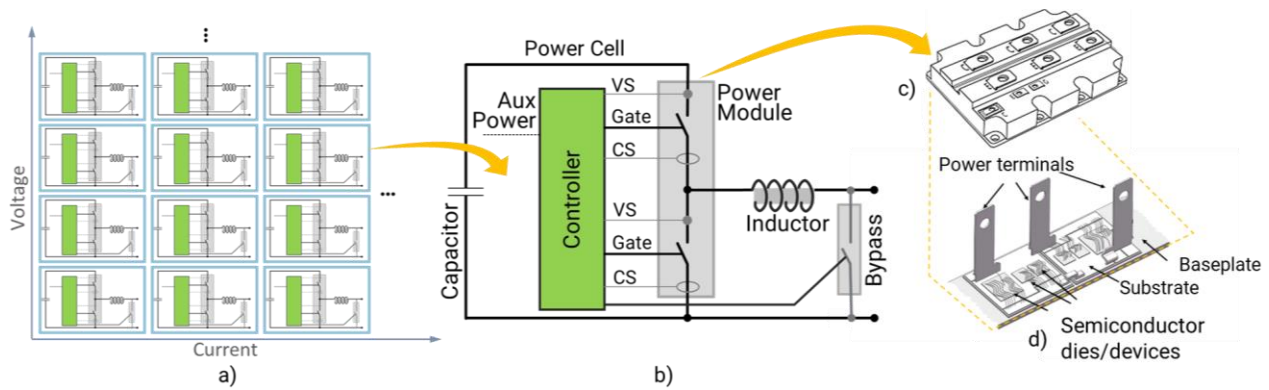 Voltage
Current
a)
Power Cell
Aux
Power
Controller
Capacitor
VS
Gate
CS
VS
Gate
CS
Power
Module
Inductor
Bypass
b)
c)
Power terminals
Baseplate
Substrate
Semiconductor
dies/devices
d)